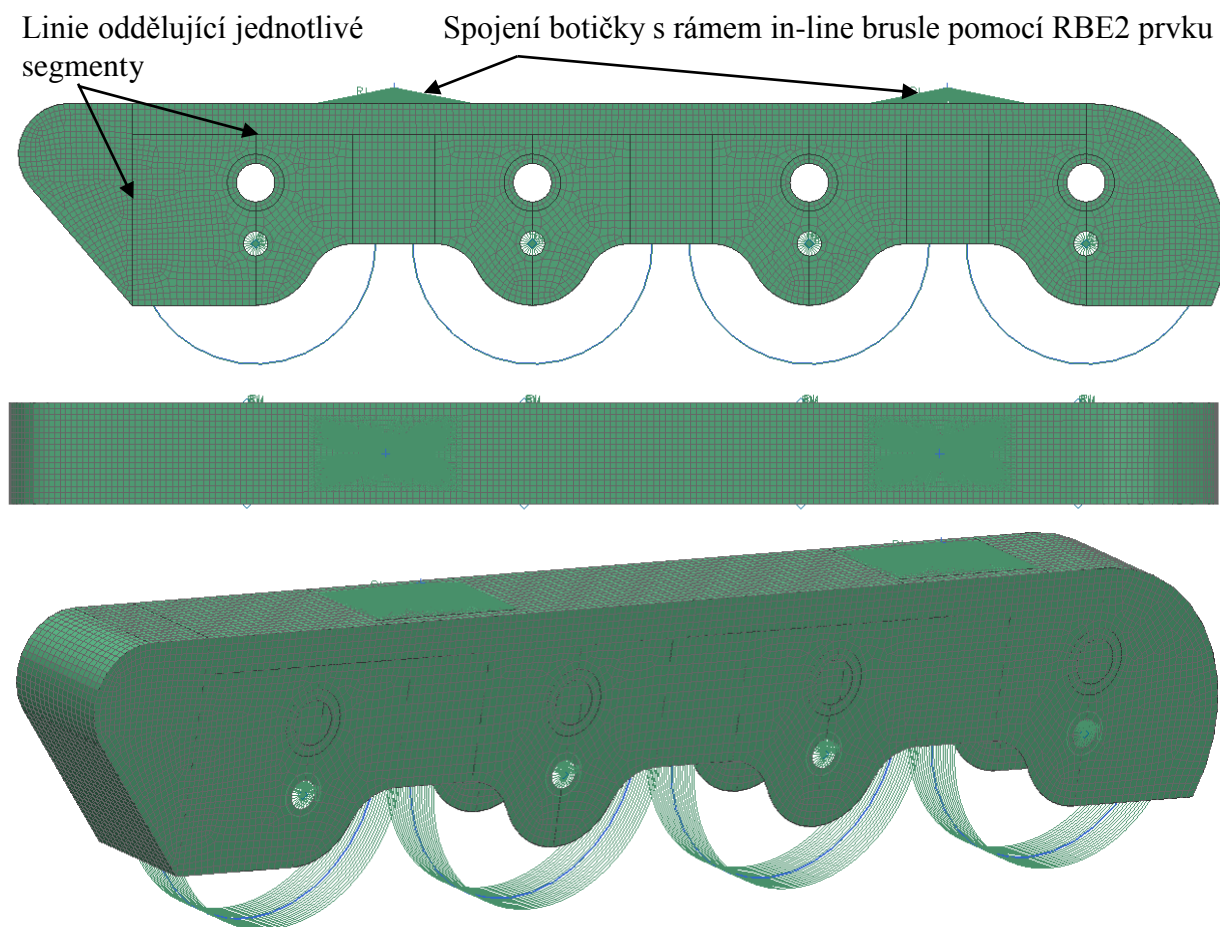 Linie oddělující jednotlivé
segmenty
Spojení botičky s rámem in-line brusle pomocí RBE2 prvku